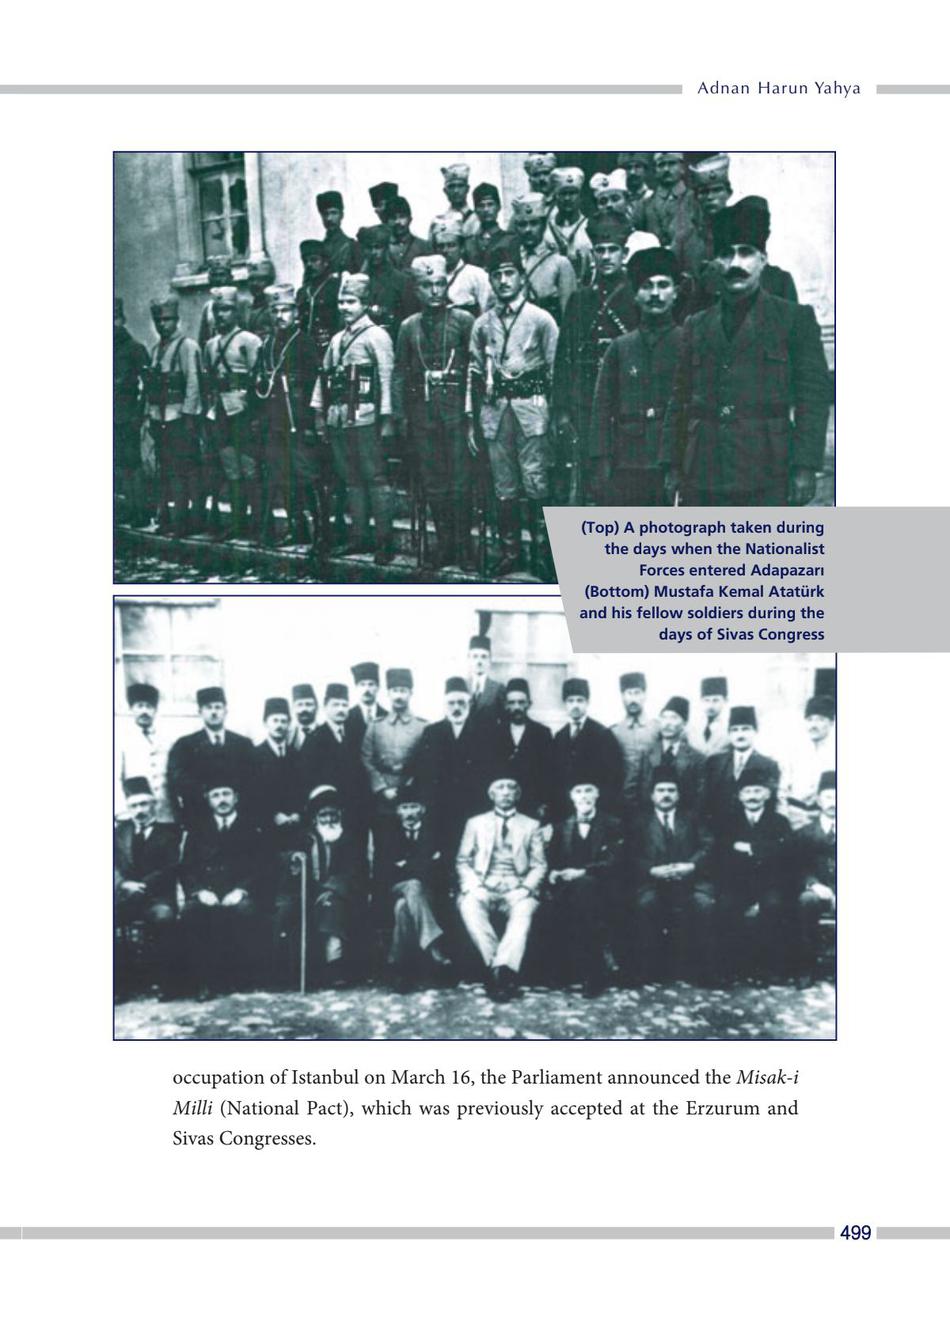 Adnan Harun Yahya
(Top) A photograph taken during
the days when the Nationalist
Forces entered Adapazarı
(Bottom) Mustafa Kemal Atatürk
and his fellow soldiers during the
days of Sivas Congress
occupation of Istanbul on March 16, the Parliament announced the Misak-i
Milli (National Pact), which was previously accepted at the Erzurum and
Sivas Congresses.
499